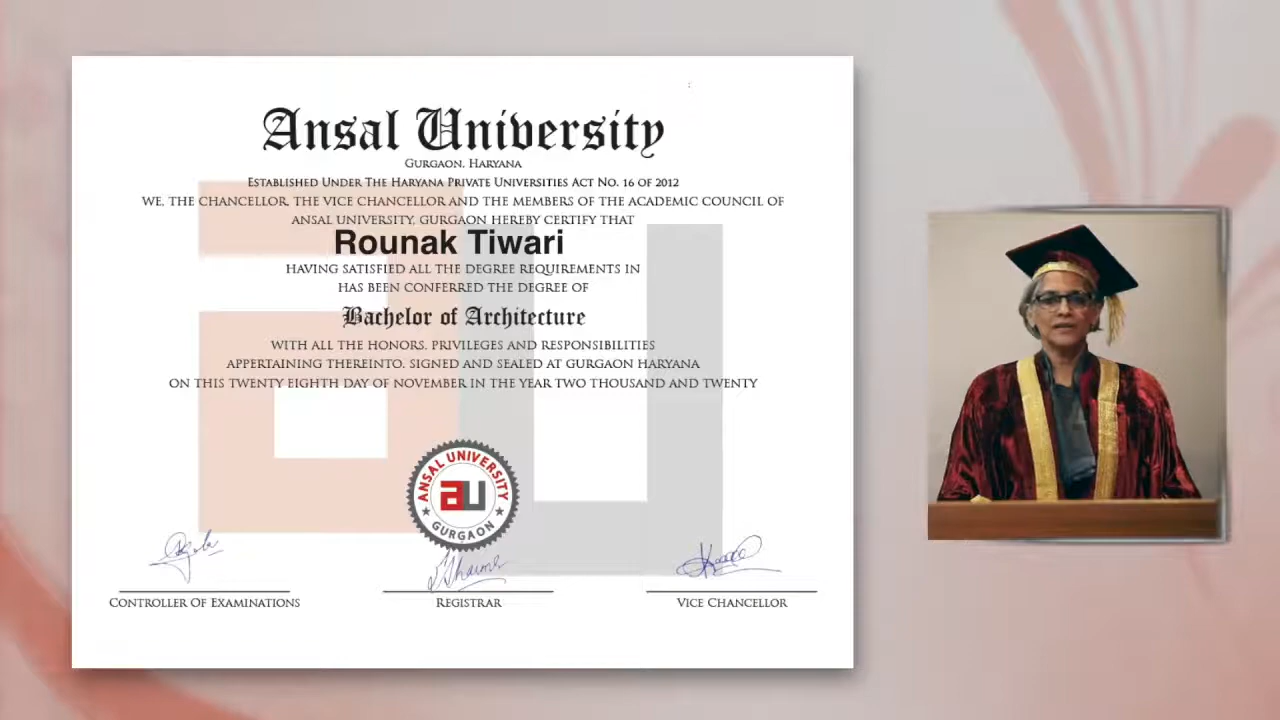 Ansal University
GURGAON, HARYANA
ESTABLISHED UNDER THE HARYANA PRIVATE UNIVERSITIES ACT NO. 16 OF 2012
WE, THE CHANCELLOR, THE VICE CHANCELLOR AND THE MEMBERS OF THE ACADEMIC COUNCIL OF
ANSAL UNIVERSITY, GURGAON HEREBY CERTIFY THAT
Rounak Tiwari
HAVING SATISFIED ALL THE DEGREE REQUIREMENTS IN
HAS BEEN CONFERRED THE DEGREE OF
Bachelor of Architecture
WITH ALL THE HONORS, PRIVILEGES AND RESPONSIBILITIES
APPERTAINING THEREINTO. SIGNED AND SEALED AT GURGAON HARYANA
ON THIS TWENTY EIGHTH DAY OF NOVEMBER IN THE YEAR TWO THOUSAND AND TWENTY
ANSAL UNIVERSITY
au
GURGAON
CONTROLLER OF EXAMINATIONS
REGISTRAR
VICE CHANCELLOR